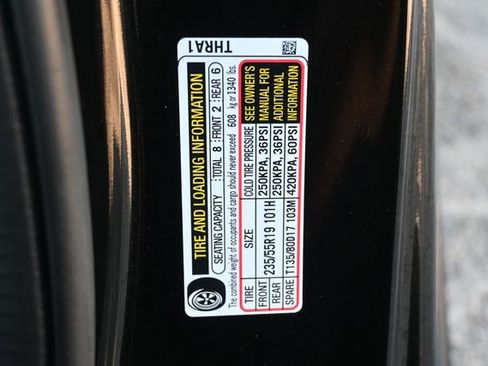 THRA1
TIRE AND LOADING INFORMATION
SEATING CAPACITY : TOTAL 8 : FRONT 2 : REAR 6
The combined weight of occupants and cargo should never exceed 608 kg or 1340 lbs.
TIRE SIZE COLD TIRE PRESSURE SEE OWNER'S
FRONT 235/55R19 101H 250KPA, 36PSI MANUAL FOR
REAR 250KPA, 36PSI ADDITIONAL
SPARE T135/80D17 103M 420KPA, 60PSI INFORMATION